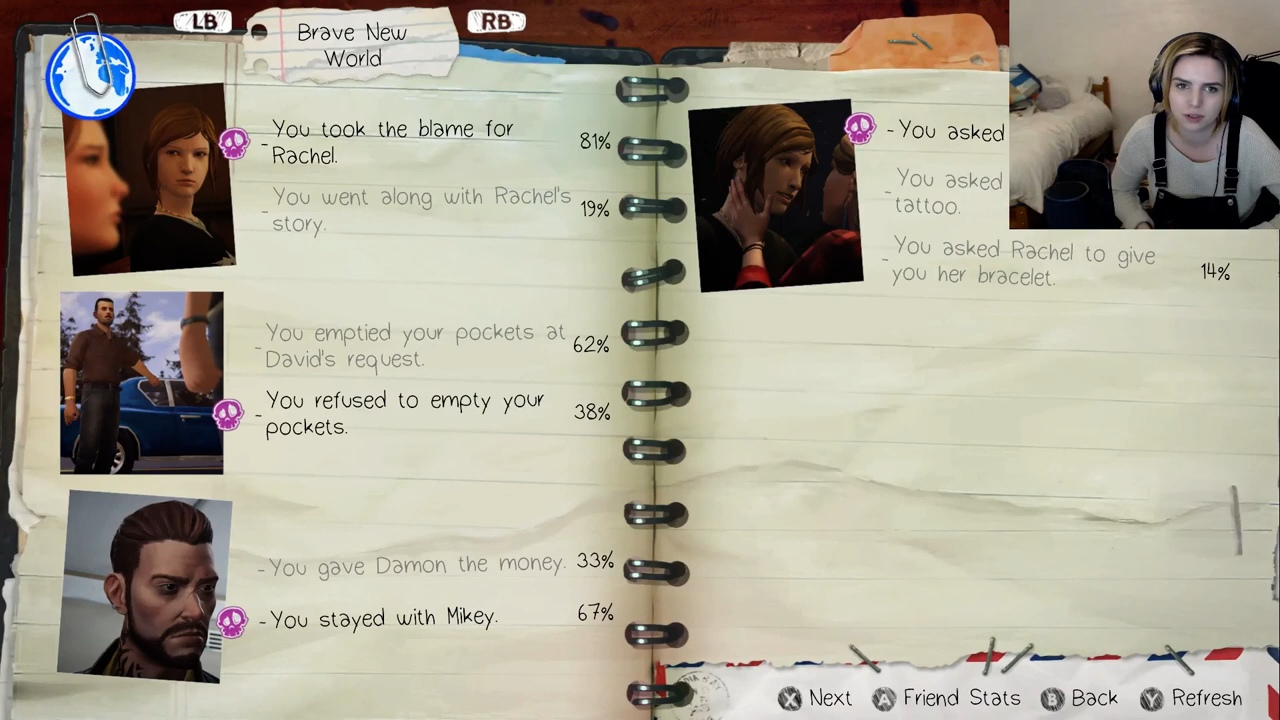 LB
Brave New
World
RB
- You took the blame for
Rachel.
81%
- You went along with Rachel's
story.
19%
- You emptied your pockets at
David's request.
62%
- You refused to empty your
pockets.
38%
- You gave Damon the money.
33%
- You stayed with Mikey.
67%
- You asked
- You asked
tattoo.
- You asked Rachel to give
you her bracelet.
14%
X Next
A Friend Stats
B Back
Y Refresh